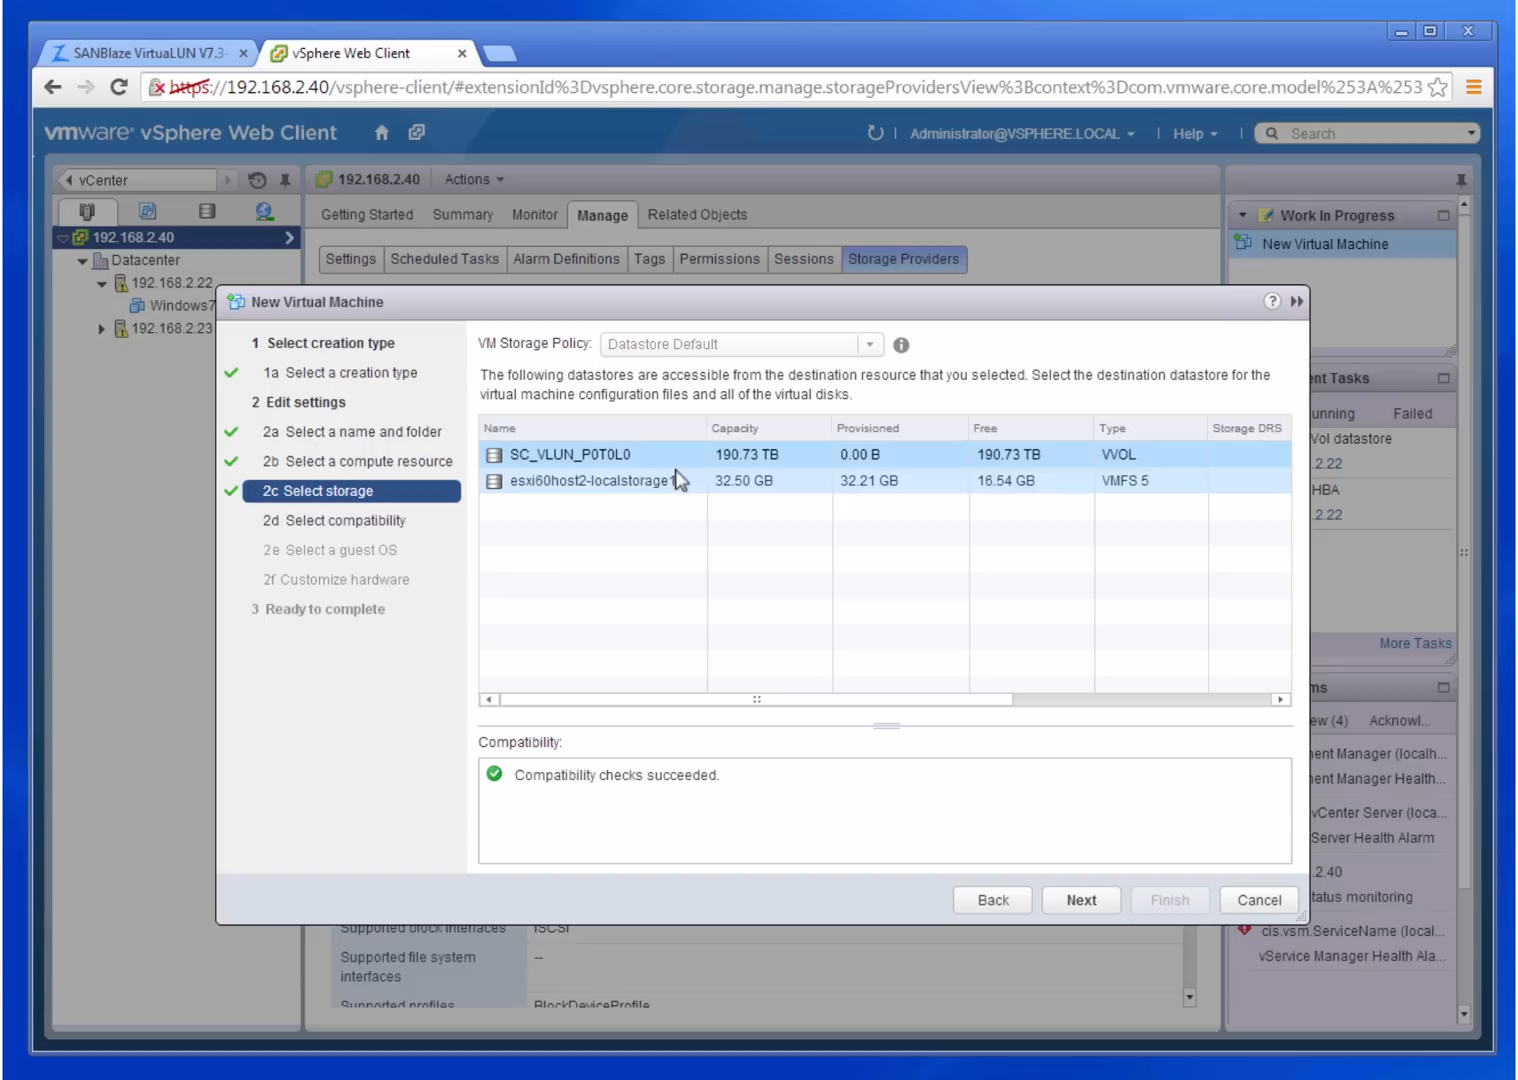 SANBlaze VirtuaLUN V7.3-
vSphere Web Client
https://192.168.2.40/vsphere-client/#extensionId%3Dvsphere.core.storage.manage.storageProvidersView%3Bcontext%3Dcom.vmware.core.model%253A%253
vmware® vSphere Web Client
Administrator@VSPHERE.LOCAL
Help
Search
vCenter
192.168.2.40 Actions
Getting Started Summary Monitor Manage Related Objects
Settings Scheduled Tasks Alarm Definitions Tags Permissions Sessions Storage Providers
192.168.2.40
Datacenter
192.168.2.22
Windows7
192.168.2.23
Work In Progress
New Virtual Machine
New Virtual Machine
1 Select creation type
1a Select a creation type
2 Edit settings
2a Select a name and folder
2b Select a compute resource
2c Select storage
2d Select compatibility
2e Select a guest OS
2f Customize hardware
3 Ready to complete
VM Storage Policy: Datastore Default
The following datastores are accessible from the destination resource that you selected. Select the destination datastore for the
virtual machine configuration files and all of the virtual disks.
Name Capacity Provisioned Free Type Storage DRS
SC_VLUN_P0T0L0 190.73 TB 0.00 B 190.73 TB VVOL
esxi60host2-localstorage 32.50 GB 32.21 GB 16.54 GB VMFS 5
Compatibility:
Compatibility checks succeeded.
Back Next Finish Cancel
ent Tasks
unning Failed
Vol datastore
.2.22
HBA
.2.22
More Tasks
ms
ew (4) Acknowl...
ent Manager (localh...
ent Manager Health...
vCenter Server (loca...
Server Health Alarm
.2.40
tatus monitoring
cis.vsm.ServiceName (local...
vService Manager Health Ala...
Supported block interfaces ISCSI
Supported file system
interfaces
--
Supported profiles BlockDeviceProfile